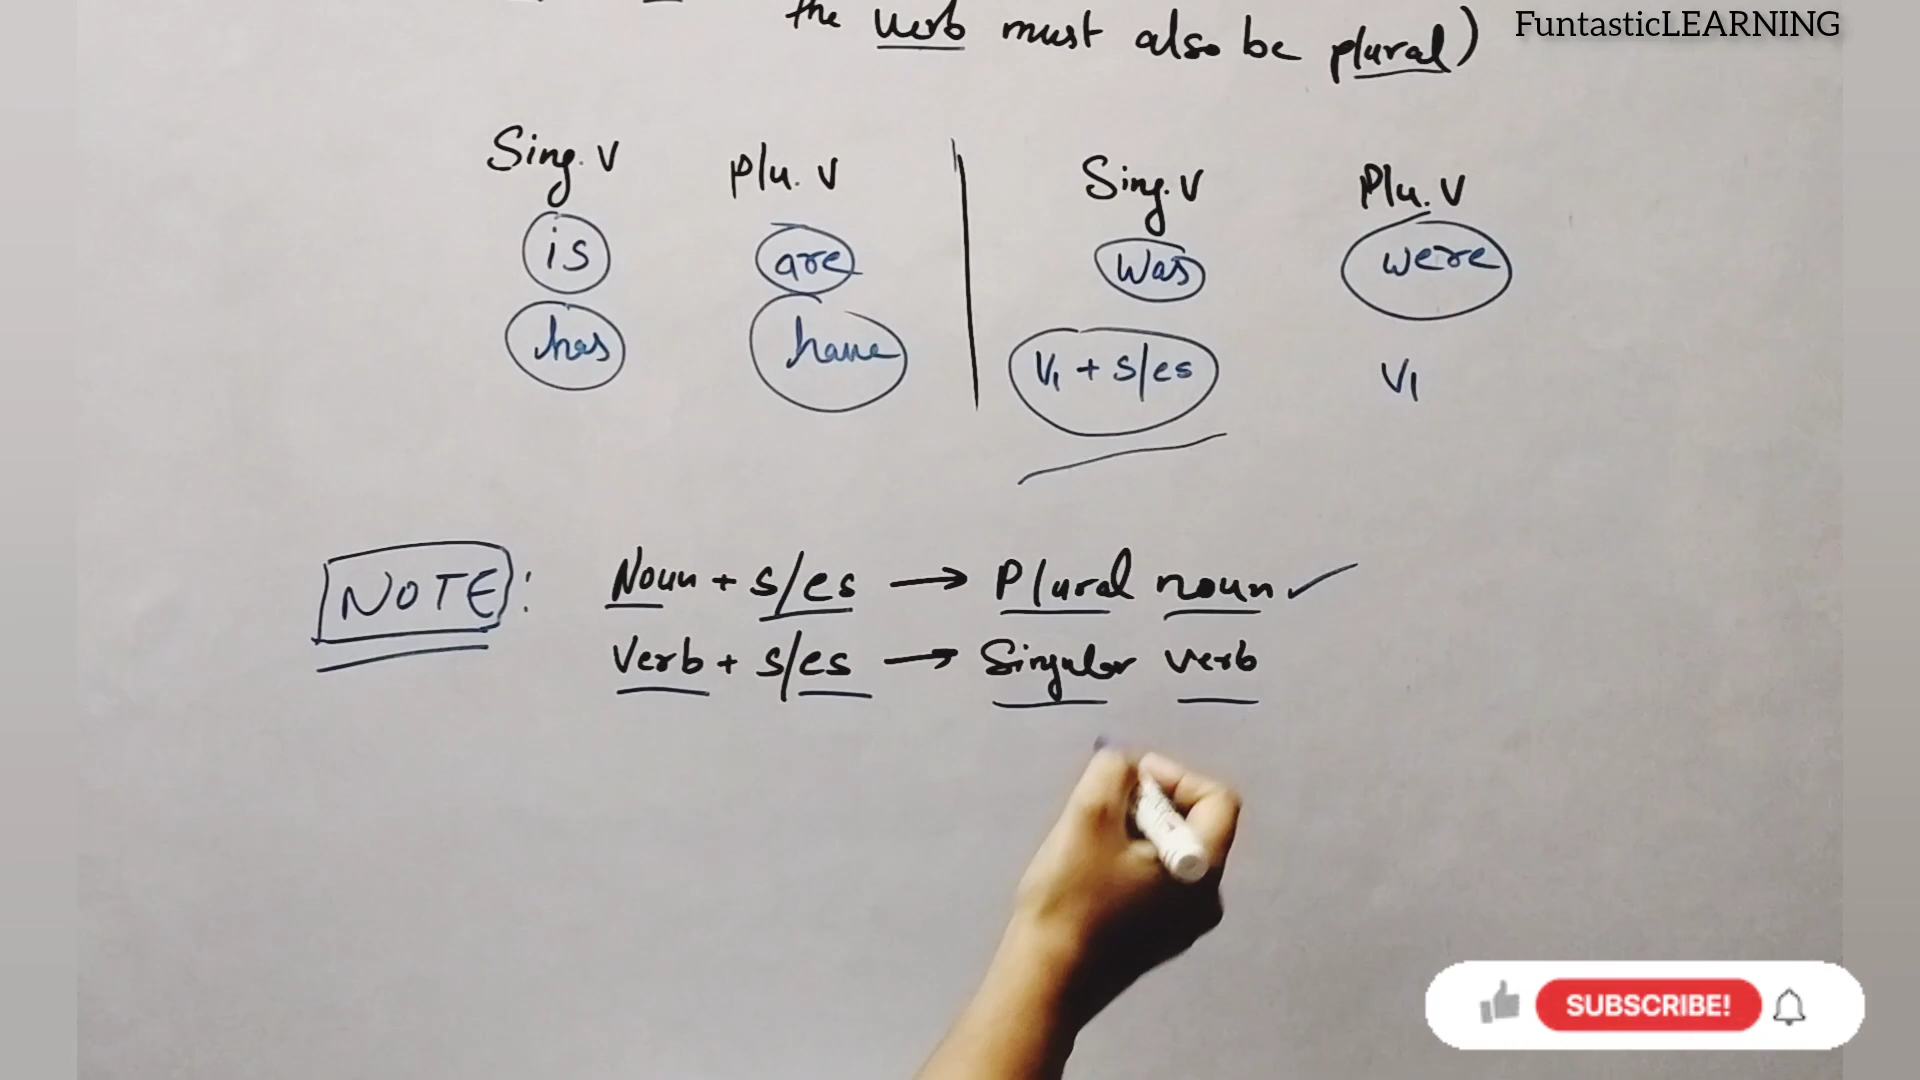 the verb must also be plural)
FuntasticLEARNING
Sing. V Plu. V Sing. V Plu. V
is are was were
has have V1 + s/es V1
NOTE: Noun + s/es → Plural noun ✓
Verb + s/es → Singular verb
SUBSCRIBE!